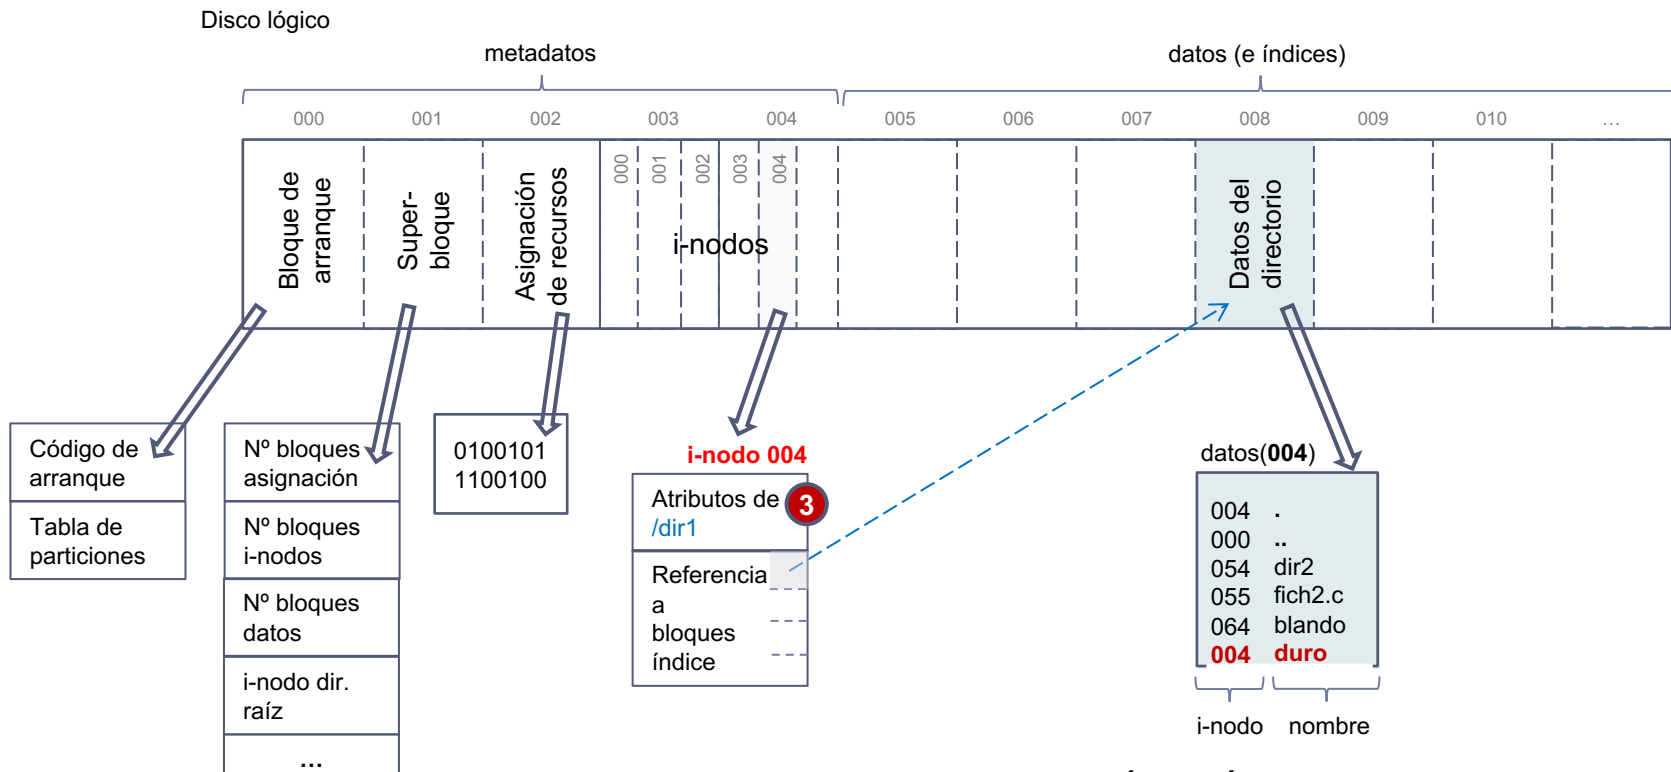 Disco lógico
metadatos
datos (e índices)
000 001 002 003 004 005 006 007 008 009 010 ...
Bloque de
arranque
Super-
bloque
Asignación
de recursos
000 001 002 003 004
i-nodos
Datos del
directorio
Código de
arranque
Tabla de
particiones
Nº bloques
asignación
Nº bloques
i-nodos
Nº bloques
datos
i-nodo dir.
raíz
...
0100101
1100100
i-nodo 004
Atributos de
/dir1
3
Referencia
a
bloques
índice
datos(004)
004 .
000 ..
054 dir2
055 fich2.c
064 blando
004 duro
i-nodo nombre